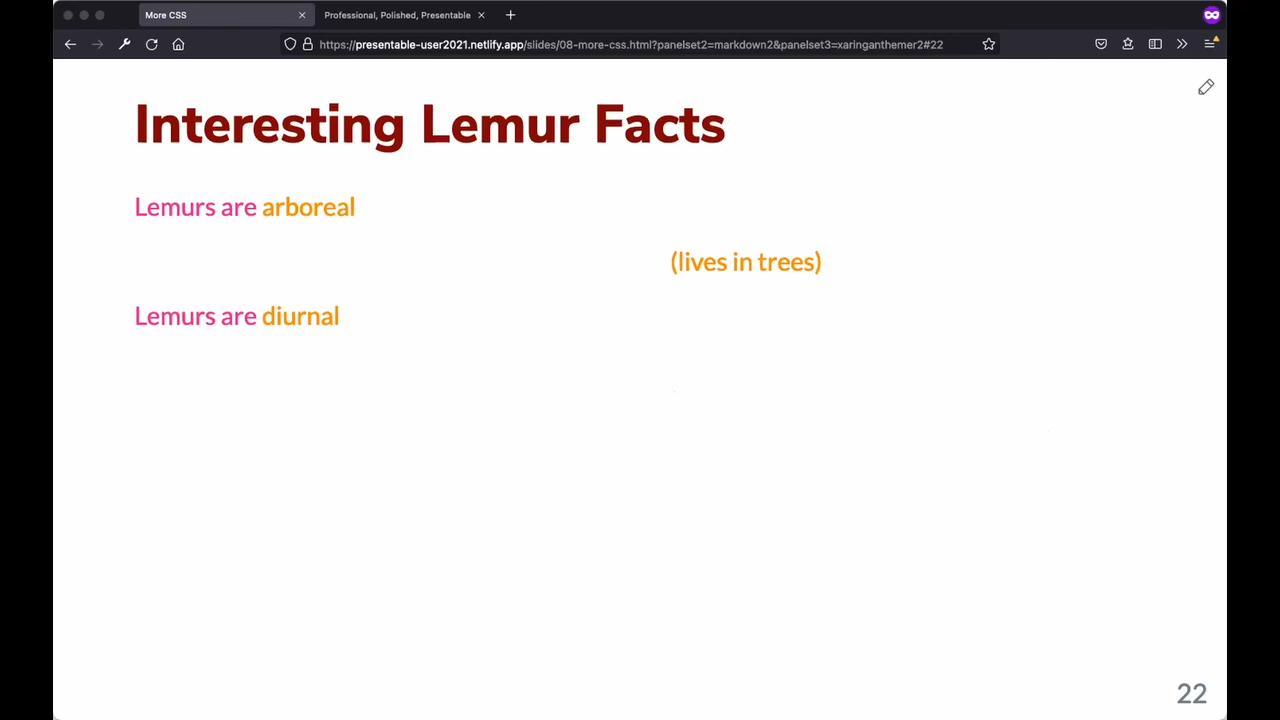 More CSS
Professional, Polished, Presentable
https://presentable-user2021.netlify.app/slides/08-more-css.html?panelset2=markdown2&panelset3=xaringanthemer2#22
Interesting Lemur Facts
Lemurs are arboreal
(lives in trees)
Lemurs are diurnal
22